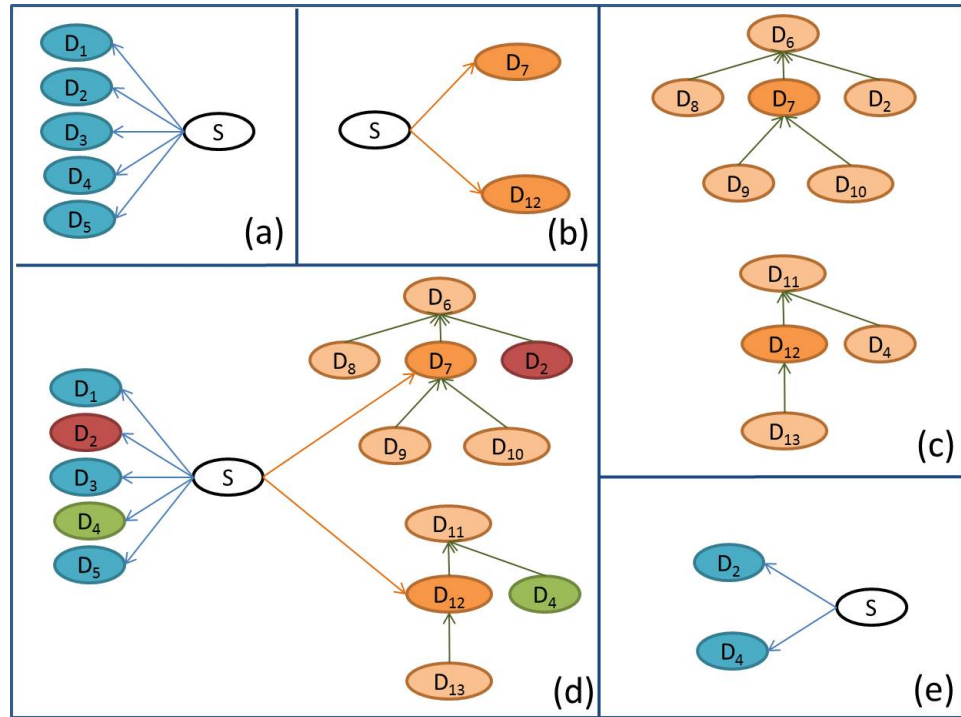 D1
D2
D3
S
D4
D5
(a)
D7
S
D12
(b)
D6
D8 D7 D2
D9 D10
D11
D12 D4
D13
(c)
D6
D8 D7 D2
D9 D10
D1
D2
D3
S
D4
D5
D11
D12 D4
D13
(d)
D2
S
D4
(e)